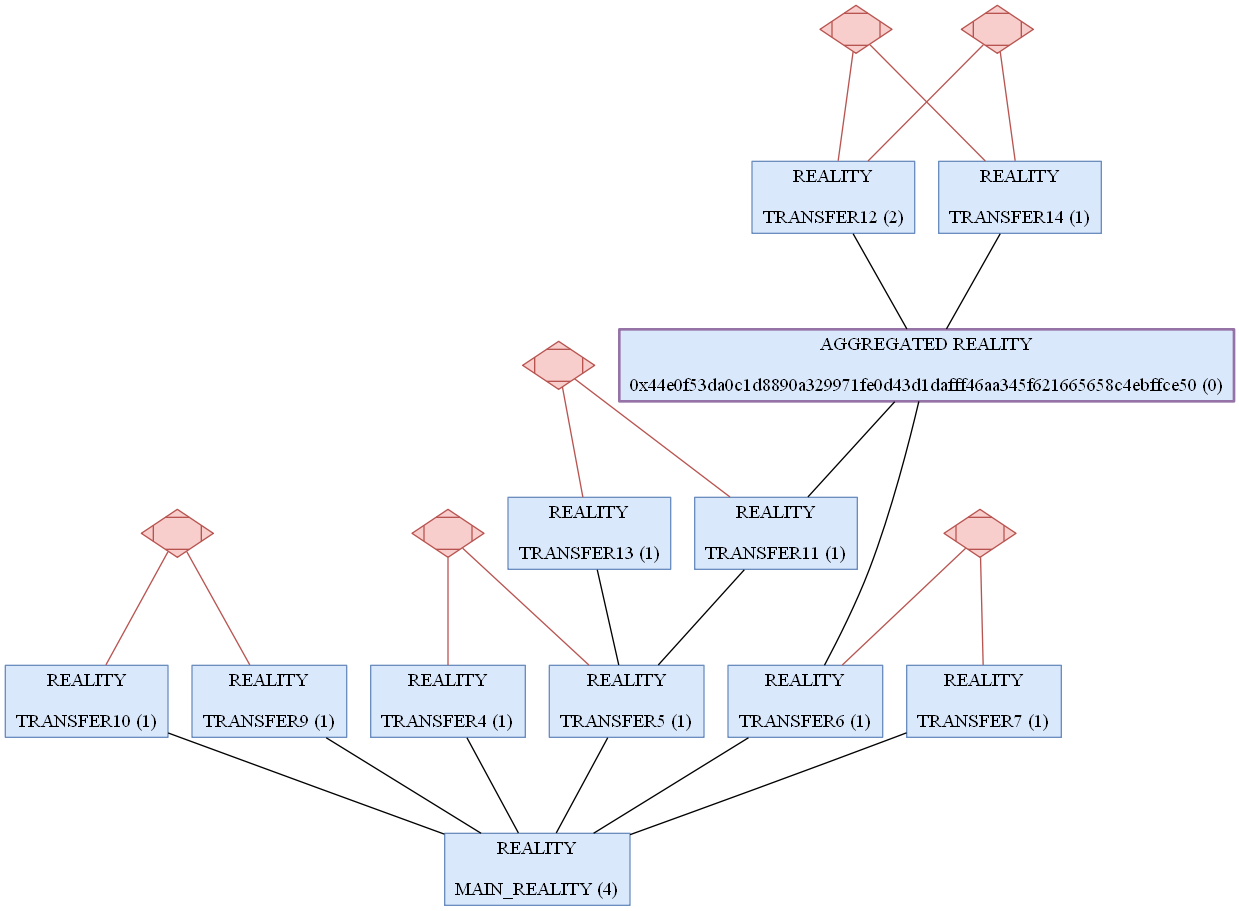 REALITY
TRANSFER12 (2)
REALITY
TRANSFER14 (1)
AGGREGATED REALITY
0x44e0f53da0c1d8890a329971fe0d43d1dafff46aa345f621665658c4ebffce50 (0)
REALITY
TRANSFER13 (1)
REALITY
TRANSFER11 (1)
REALITY
TRANSFER10 (1)
REALITY
TRANSFER9 (1)
REALITY
TRANSFER4 (1)
REALITY
TRANSFER5 (1)
REALITY
TRANSFER6 (1)
REALITY
TRANSFER7 (1)
REALITY
MAIN_REALITY (4)